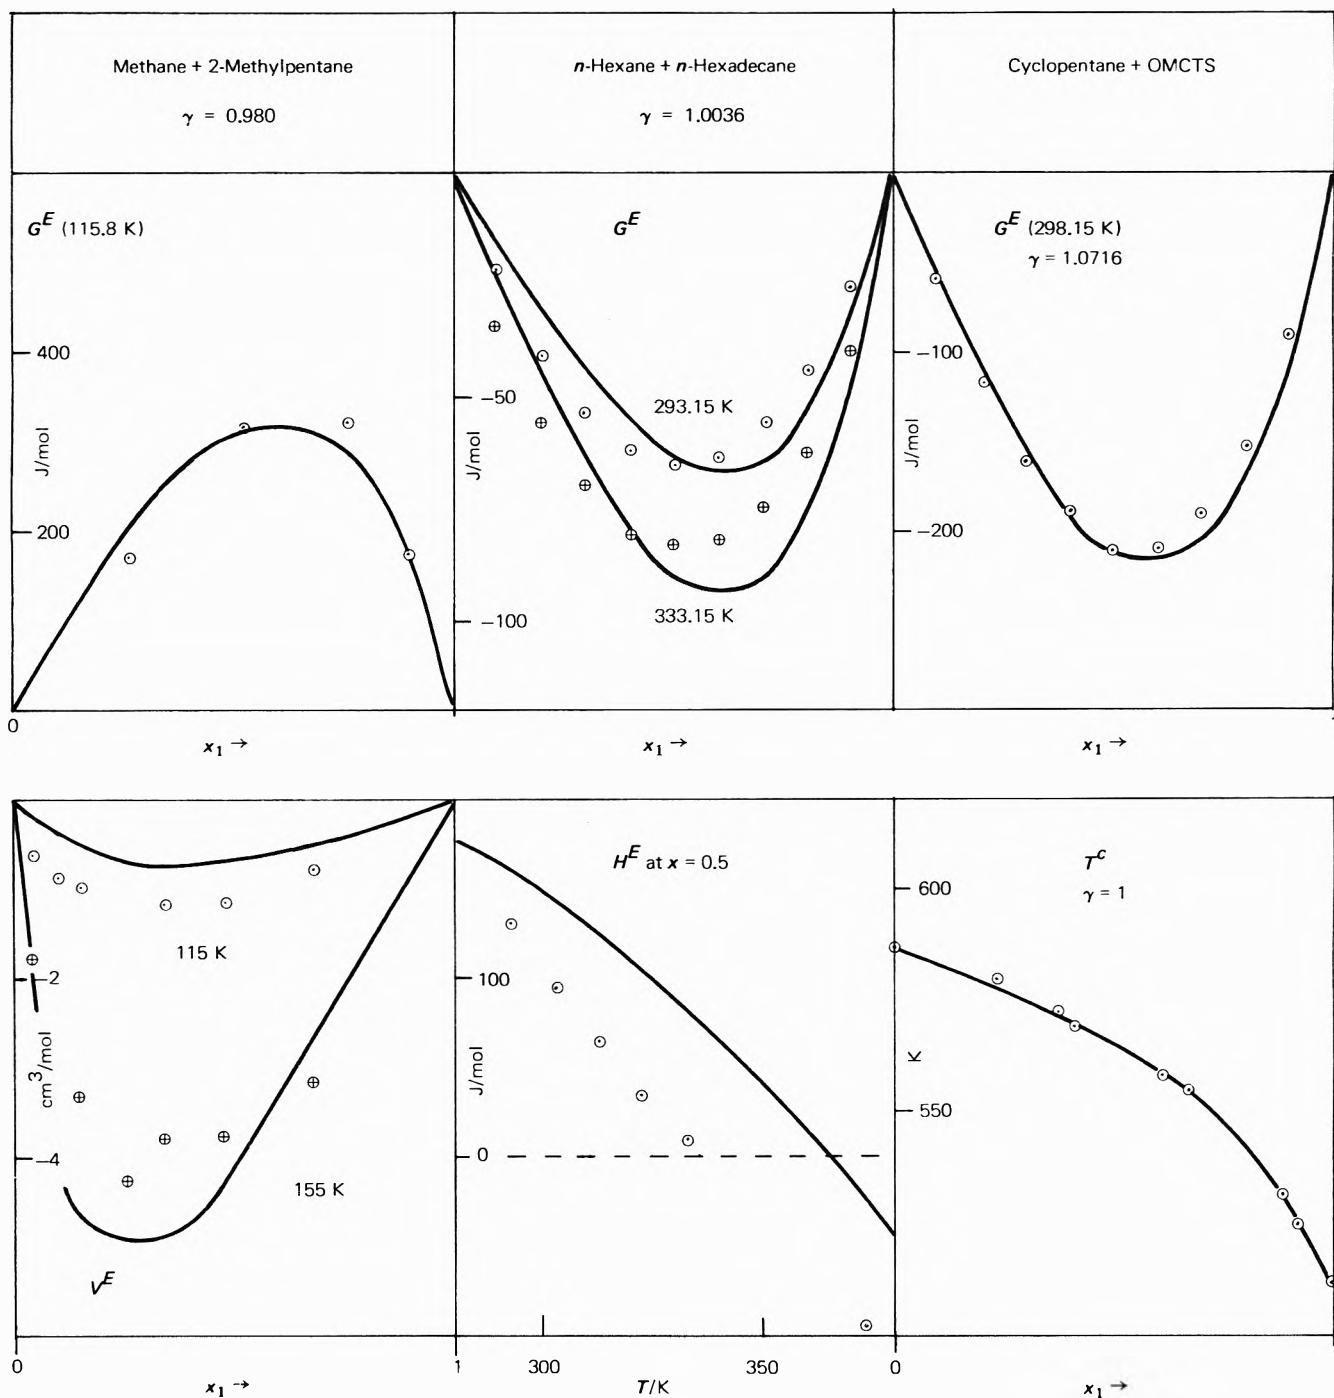 Methane + 2-Methylpentane
γ = 0.980
n-Hexane + n-Hexadecane
γ = 1.0036
Cyclopentane + OMCTS
G^E (115.8 K)
400
200
J/mol
0
x₁ →
G^E
-50
J/mol
-100
293.15 K
333.15 K
x₁ →
G^E (298.15 K)
γ = 1.0716
-100
J/mol
-200
x₁ →
115 K
-2
cm³/mol
-4
155 K
V^E
0
x₁ →
1
H^E at x = 0.5
100
J/mol
0
300
350
T/K
T^c
γ = 1
600
K
550
0
x₁ →